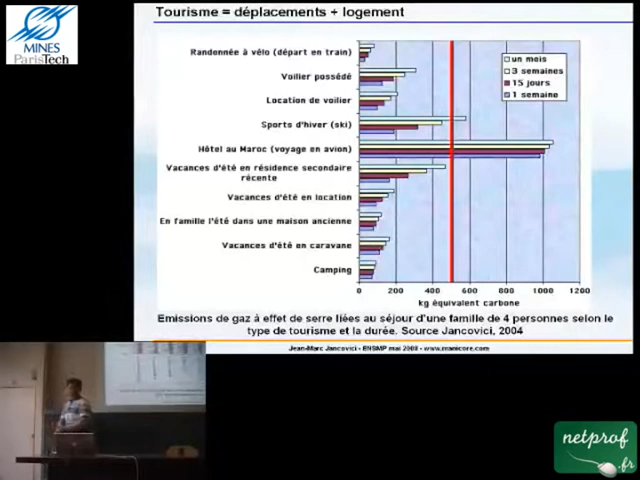 Tourisme = déplacements + logement
MINES
ParisTech
Randonnée à vélo (départ en train)
Voilier possédé
Location de voilier
Sports d'hiver (ski)
Hôtel au Maroc (voyage en avion)
Vacances d'été en résidence secondaire
récente
Vacances d'été en location
En famille l'été dans une maison ancienne
Vacances d'été en caravane
Camping
un mois
3 semaines
15 jours
1 semaine
0 200 400 600 800 1000 1200
kg équivalent carbone
Emissions de gaz à effet de serre liées au séjour d'une famille de 4 personnes selon le
type de tourisme et la durée. Source Jancovici, 2004
Jean-Marc Jancovici - ENSMP mai 2008 - www.manicore.com
netprof
.fr